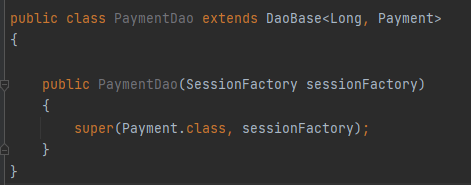 public class PaymentDao extends DaoBase<Long, Payment>
{
public PaymentDao(SessionFactory sessionFactory)
{
super(Payment.class, sessionFactory);
}
}